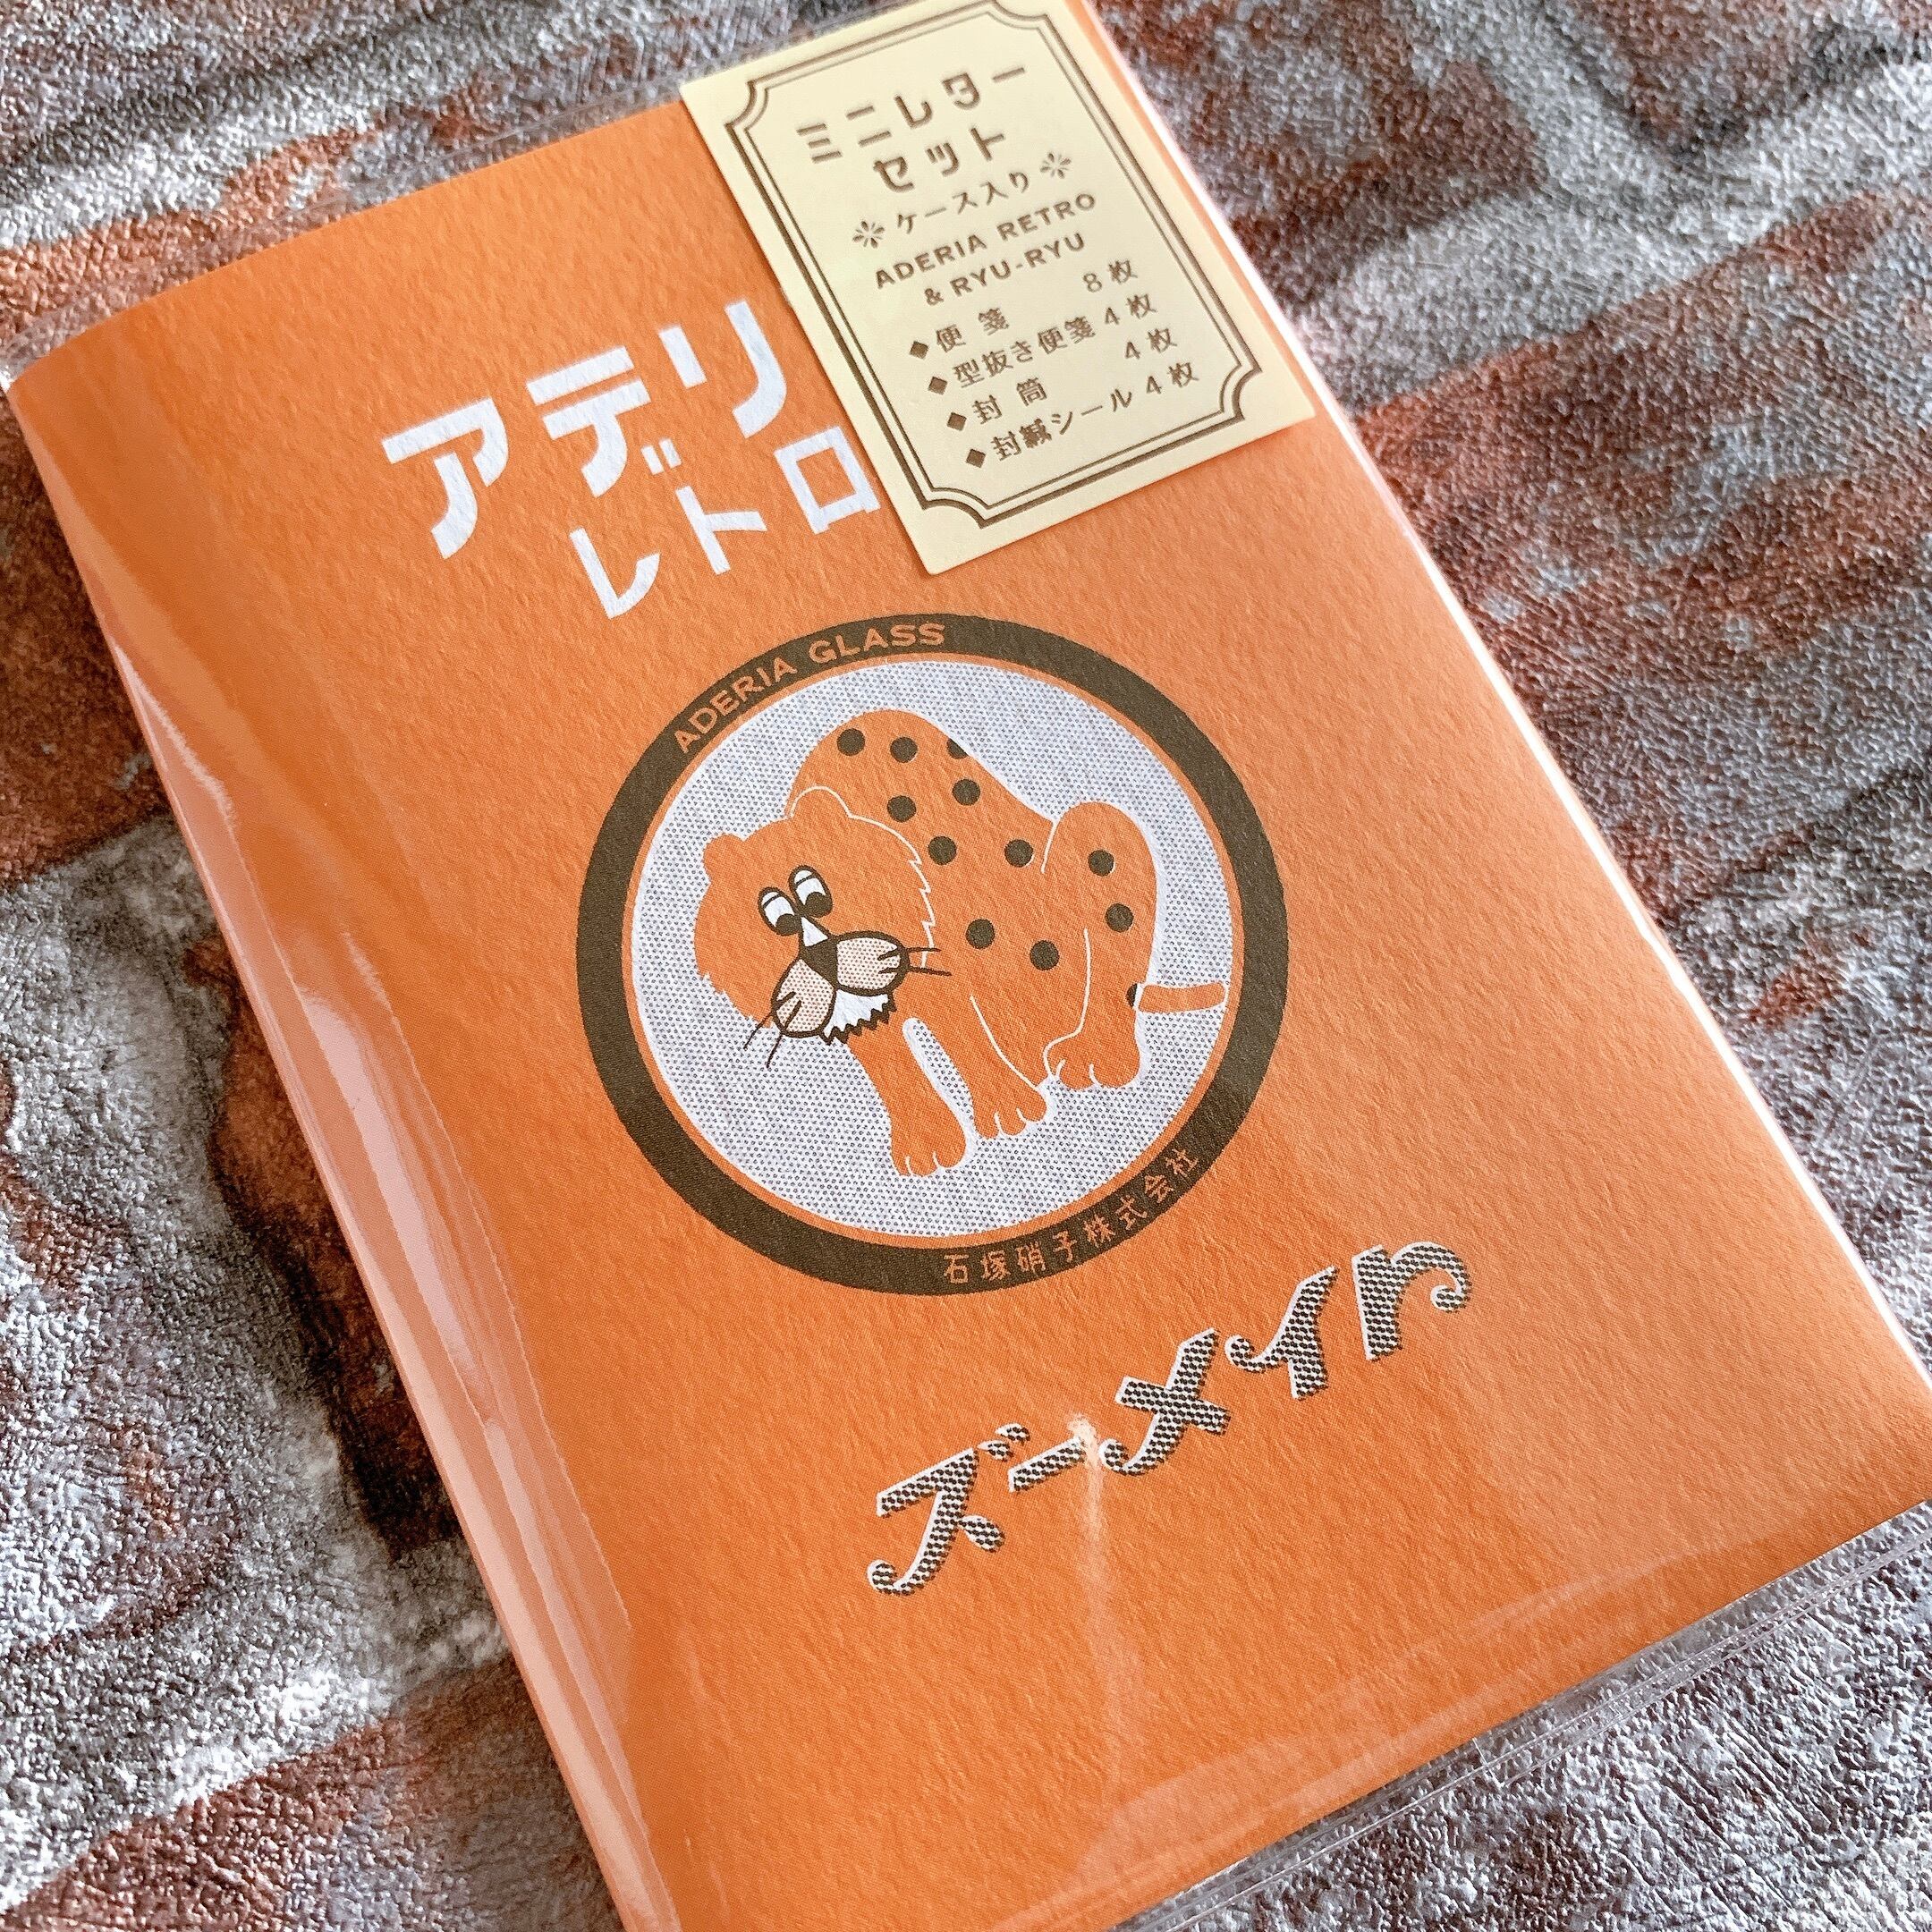 ミニレター
セット
ケース入り
ADERIA RETRO
& RYU-RYU
◆便箋 8枚
◆型抜き便箋 4枚
◆封筒 4枚
◆封緘シール 4枚
アデリア
レトロ
ADERIA GLASS
石塚硝子株式会社
ズーメイト